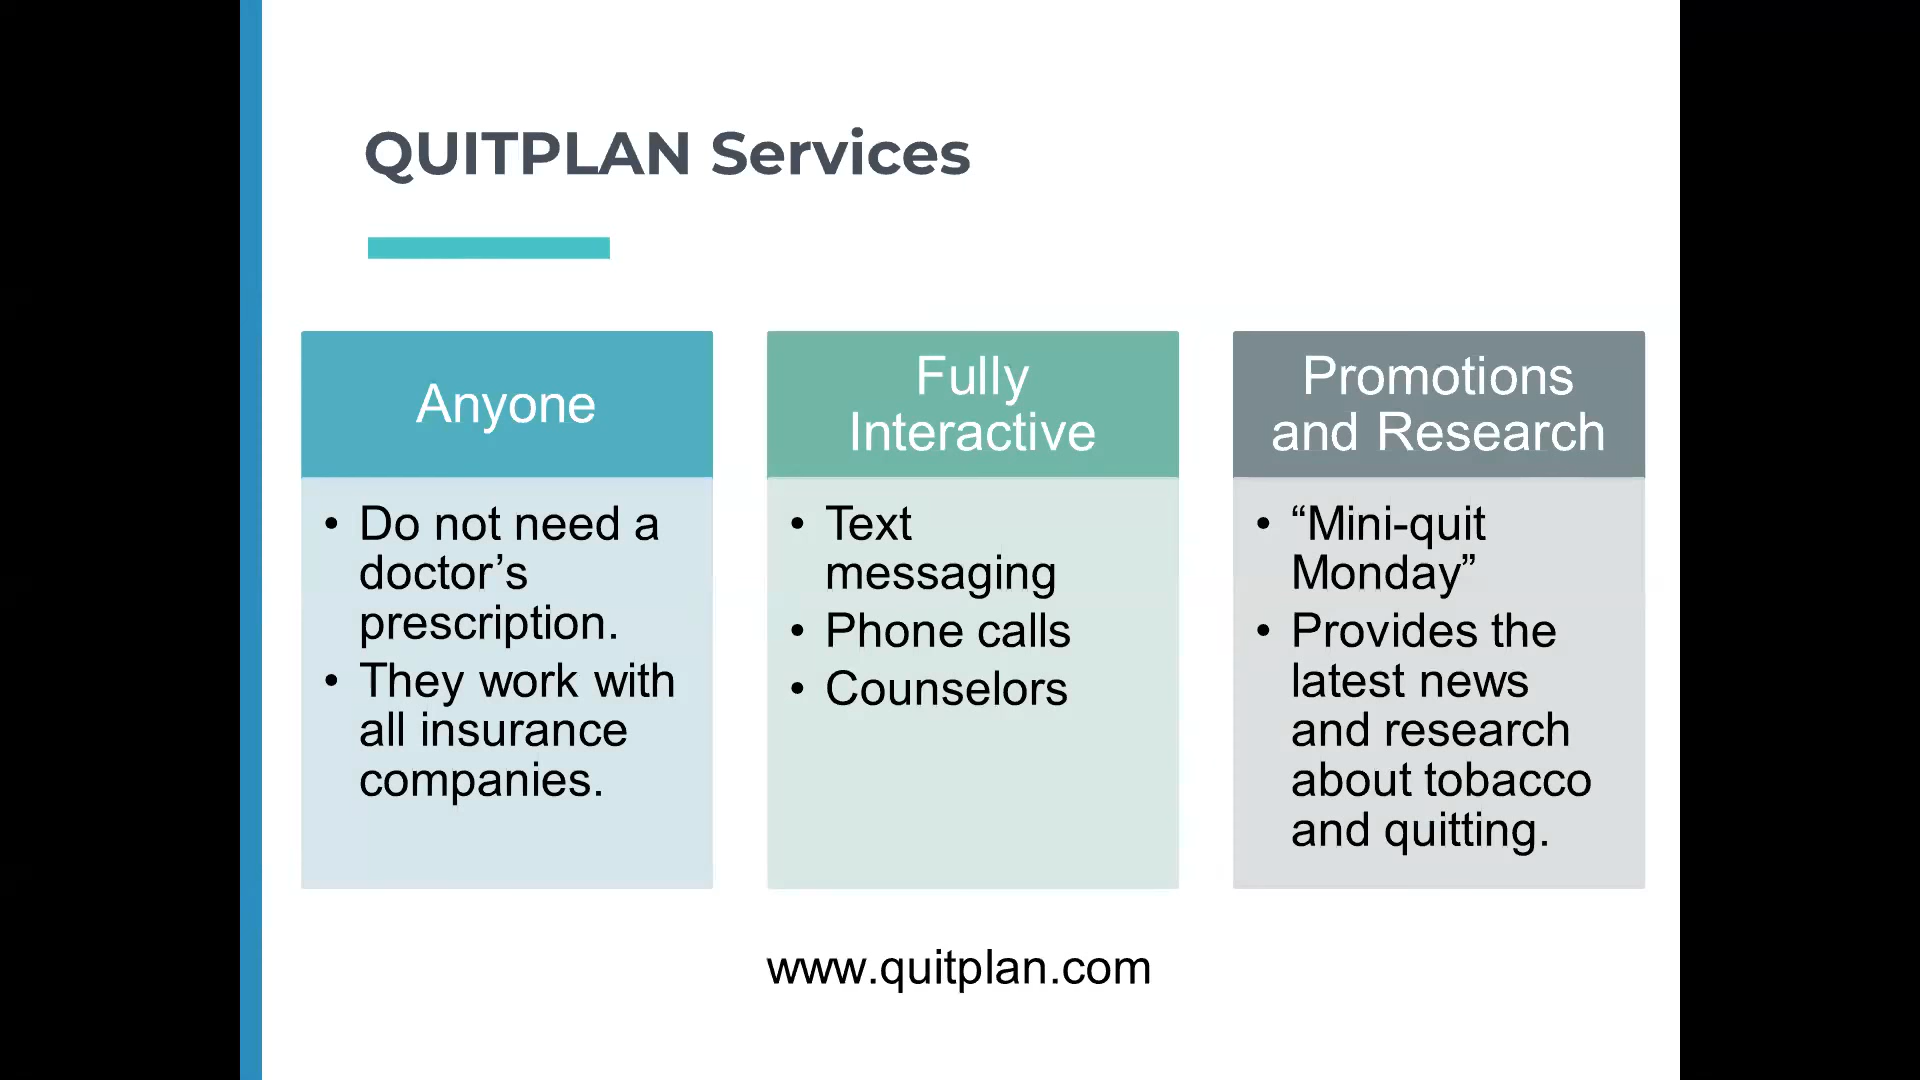 QUITPLAN Services
Anyone
• Do not need a
doctor’s
prescription.
• They work with
all insurance
companies.
Fully
Interactive
• Text
messaging
• Phone calls
• Counselors
Promotions
and Research
• “Mini-quit
Monday”
• Provides the
latest news
and research
about tobacco
and quitting.
www.quitplan.com